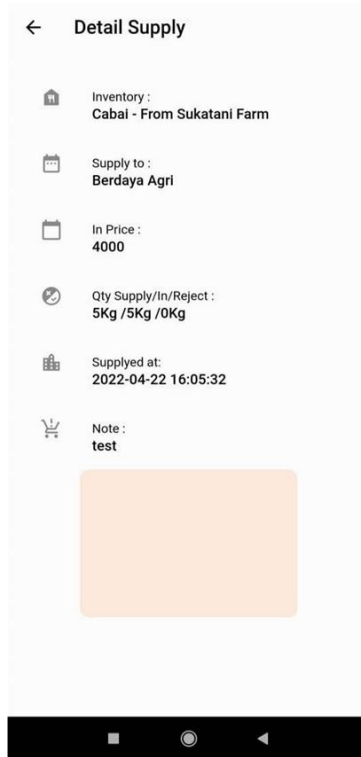 Detail Supply
Inventory :
Cabai - From Sukatani Farm
Supply to :
Berdaya Agri
In Price :
4000
Qty Supply/In/Reject :
5Kg /5Kg /0Kg
Supplyed at:
2022-04-22 16:05:32
Note :
test